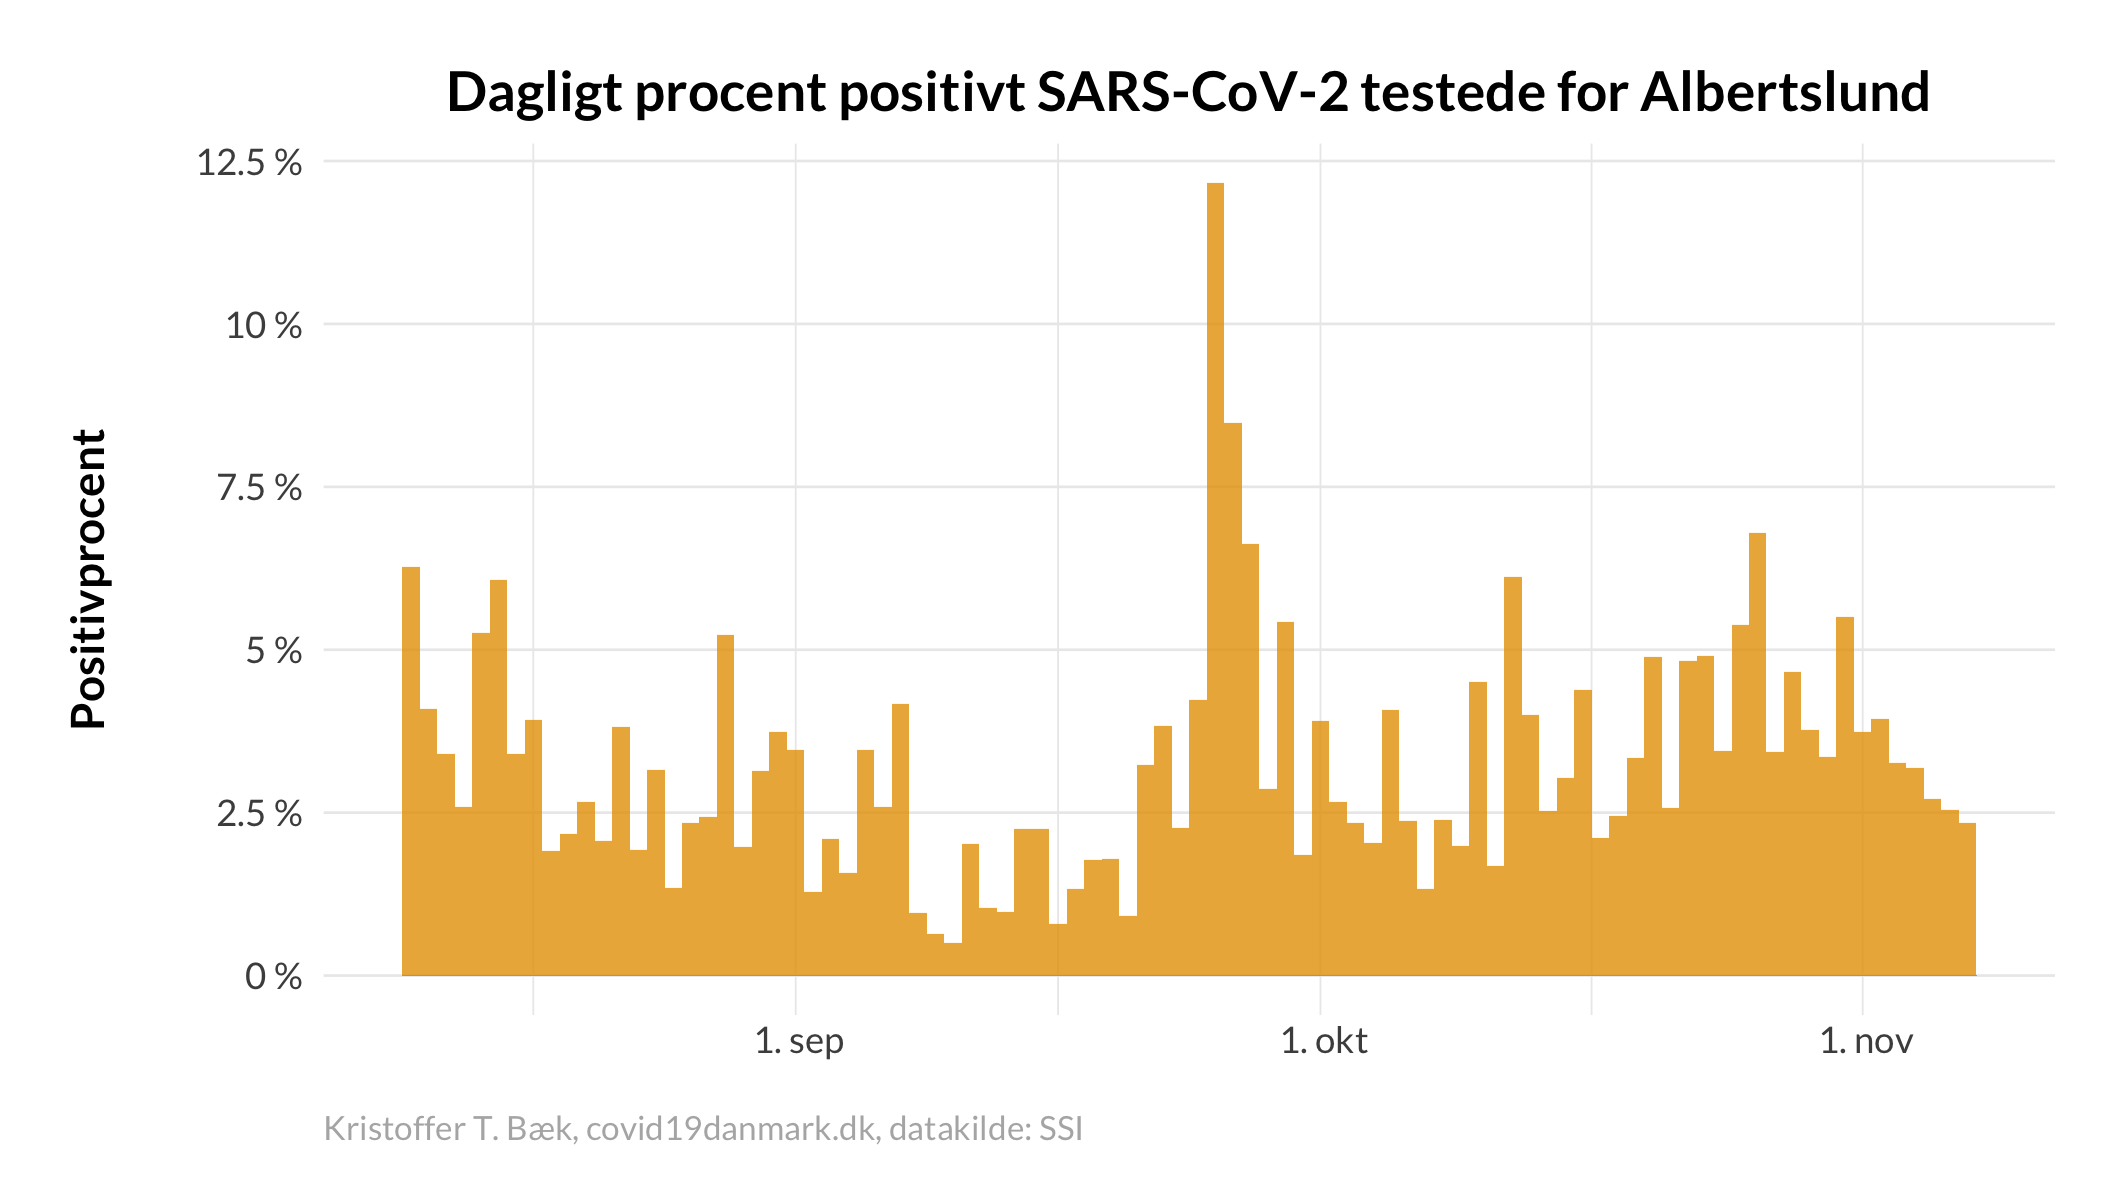 Dagligt procent positivt SARS-CoV-2 testede for Albertslund
12.5 %
10 %
7.5 %
5 %
2.5 %
0 %
Positivprocent
1. sep
1. okt
1. nov
Kristoffer T. Bæk, covid19danmark.dk, datakilde: SSI